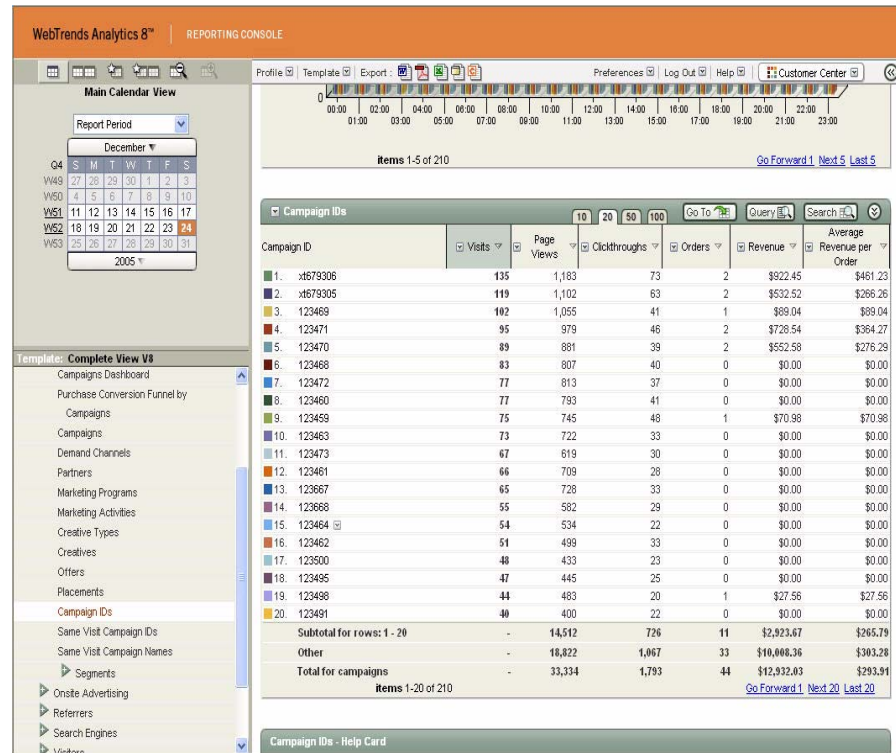 WebTrends Analytics 8™ REPORTING CONSOLE
Profile Template Export : Preferences Log Out Help Customer Center
Main Calendar View
Report Period
December
Q4 S M T W T F S
W49 27 28 29 30 1 2 3
W50 4 5 6 7 8 9 10
W51 11 12 13 14 15 16 17
W52 18 19 20 21 22 23 24
W53 25 26 27 28 29 30 31
2005
Template: Complete View V8
Campaigns Dashboard
Purchase Conversion Funnel by
Campaigns
Campaigns
Demand Channels
Partners
Marketing Programs
Marketing Activities
Creative Types
Creatives
Offers
Placements
Campaign IDs
Same Visit Campaign IDs
Same Visit Campaign Names
Segments
Onsite Advertising
Referrers
Search Engines
Visitors
0
00:00 02:00 04:00 06:00 08:00 10:00 12:00 14:00 16:00 18:00 20:00 22:00
01:00 03:00 05:00 07:00 09:00 11:00 13:00 15:00 17:00 19:00 21:00 23:00
items 1-5 of 210 Go Forward 1 Next 5 Last 5
Campaign IDs 10 20 50 100 Go To Query Search
Campaign ID Visits Page Views Clickthroughs Orders Revenue Average Revenue per Order
1. xt679306 135 1,183 73 2 $922.45 $461.23
2. xt679305 119 1,102 63 2 $532.52 $266.26
3. 123469 102 1,055 41 1 $89.04 $89.04
4. 123471 95 979 46 2 $728.54 $364.27
5. 123470 89 881 39 2 $552.58 $276.29
6. 123468 83 807 40 0 $0.00 $0.00
7. 123472 77 813 37 0 $0.00 $0.00
8. 123460 77 793 41 0 $0.00 $0.00
9. 123459 75 745 48 1 $70.98 $70.98
10. 123463 73 722 33 0 $0.00 $0.00
11. 123473 67 619 30 0 $0.00 $0.00
12. 123461 66 709 28 0 $0.00 $0.00
13. 123667 65 728 33 0 $0.00 $0.00
14. 123668 55 582 29 0 $0.00 $0.00
15. 123464 54 534 22 0 $0.00 $0.00
16. 123462 51 499 33 0 $0.00 $0.00
17. 123500 48 433 23 0 $0.00 $0.00
18. 123495 47 445 25 0 $0.00 $0.00
19. 123498 44 483 20 1 $27.56 $27.56
20. 123491 40 400 22 0 $0.00 $0.00
Subtotal for rows: 1 - 20 - 14,512 726 11 $2,923.67 $265.79
Other - 18,822 1,067 33 $10,008.36 $303.28
Total for campaigns - 33,334 1,793 44 $12,932.03 $293.91
items 1-20 of 210 Go Forward 1 Next 20 Last 20
Campaign IDs - Help Card